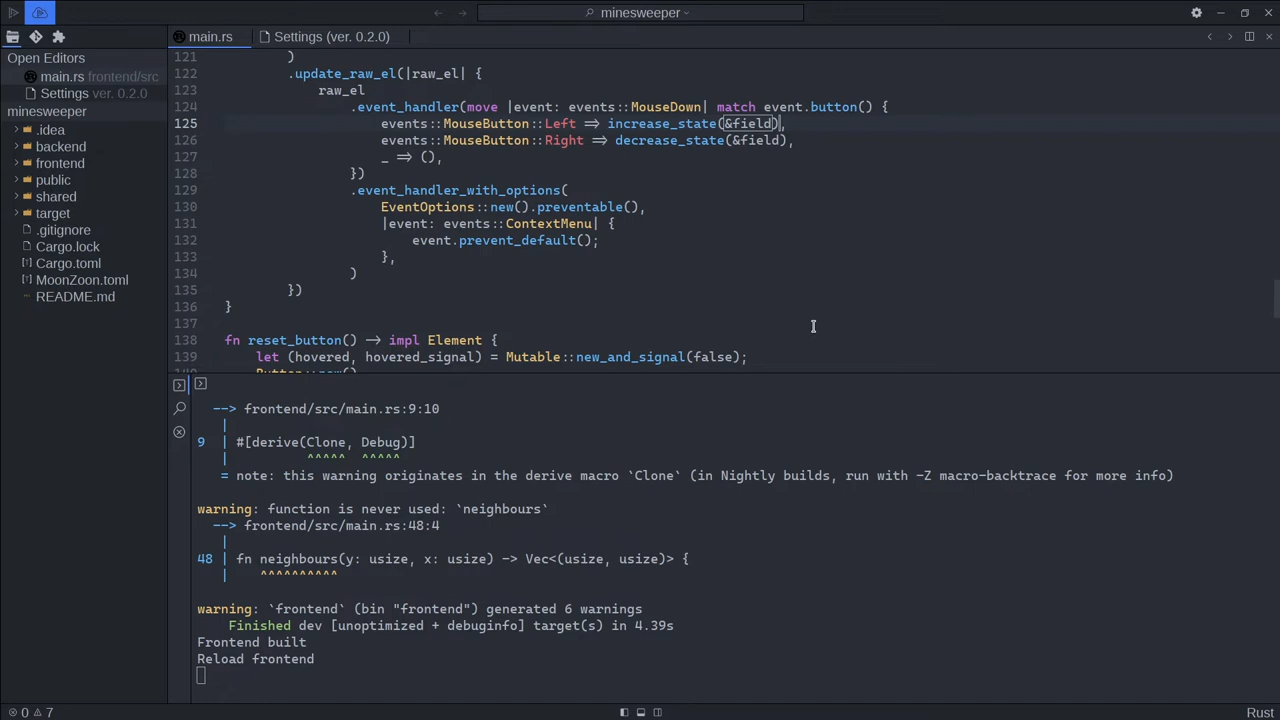 minesweeper
main.rs
Settings (ver. 0.2.0)
Open Editors
main.rs frontend/src
Settings ver. 0.2.0
minesweeper
.idea
backend
frontend
public
shared
target
.gitignore
Cargo.lock
Cargo.toml
MoonZoon.toml
README.md
121 )
122 .update_raw_el(|raw_el| {
123 raw_el
124 .event_handler(move |event: events::MouseDown| match event.button() {
125 events::MouseButton::Left => increase_state(&field),
126 events::MouseButton::Right => decrease_state(&field),
127 _ => (),
128 })
129 .event_handler_with_options(
130 EventOptions::new().preventable(),
131 |event: events::ContextMenu| {
132 event.prevent_default();
133 },
134 )
135 })
136 }
137
138 fn reset_button() -> impl Element {
139 let (hovered, hovered_signal) = Mutable::new_and_signal(false);
--> frontend/src/main.rs:9:10
|
9 | #[derive(Clone, Debug)]
| ^^^^^ ^^^^^
= note: this warning originates in the derive macro `Clone` (in Nightly builds, run with -Z macro-backtrace for more info)
warning: function is never used: `neighbours`
--> frontend/src/main.rs:48:4
|
48 | fn neighbours(y: usize, x: usize) -> Vec<(usize, usize)> {
| ^^^^^^^^^^
warning: `frontend` (bin "frontend") generated 6 warnings
Finished dev [unoptimized + debuginfo] target(s) in 4.39s
Frontend built
Reload frontend
0 7
Rust